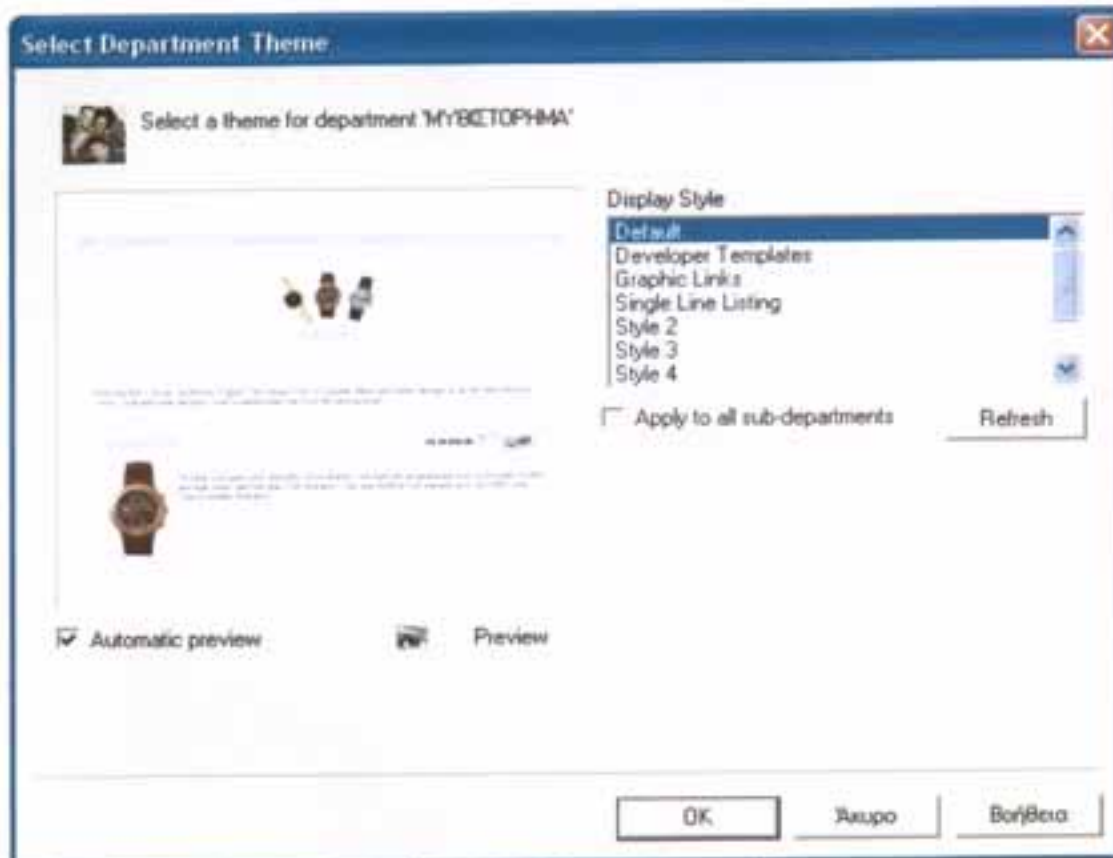 Select Department Theme
Select a theme for department 'ΜΥΘΙΣΤΟΡΗΜΑ'
Display Style
Default
Developer Templates
Graphic Links
Single Line Listing
Style 2
Style 3
Style 4
Apply to all sub-departments
Refresh
Automatic preview
Preview
OK
Άκυρο
Βοήθεια